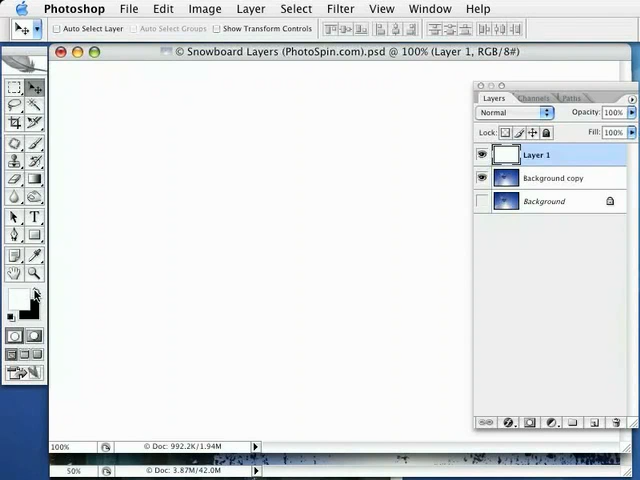 Photoshop File Edit Image Layer Select Filter View Window Help
Auto Select Layer Auto Select Groups Show Transform Controls
© Snowboard Layers (PhotoSpin.com).psd @ 100% (Layer 1, RGB/8#)
Layers Channels Paths
Normal Opacity: 100%
Lock: Fill: 100%
Layer 1
Background copy
Background
T
100% © Doc: 992.2K/1.94M
50% © Doc: 3.87M/42.0M